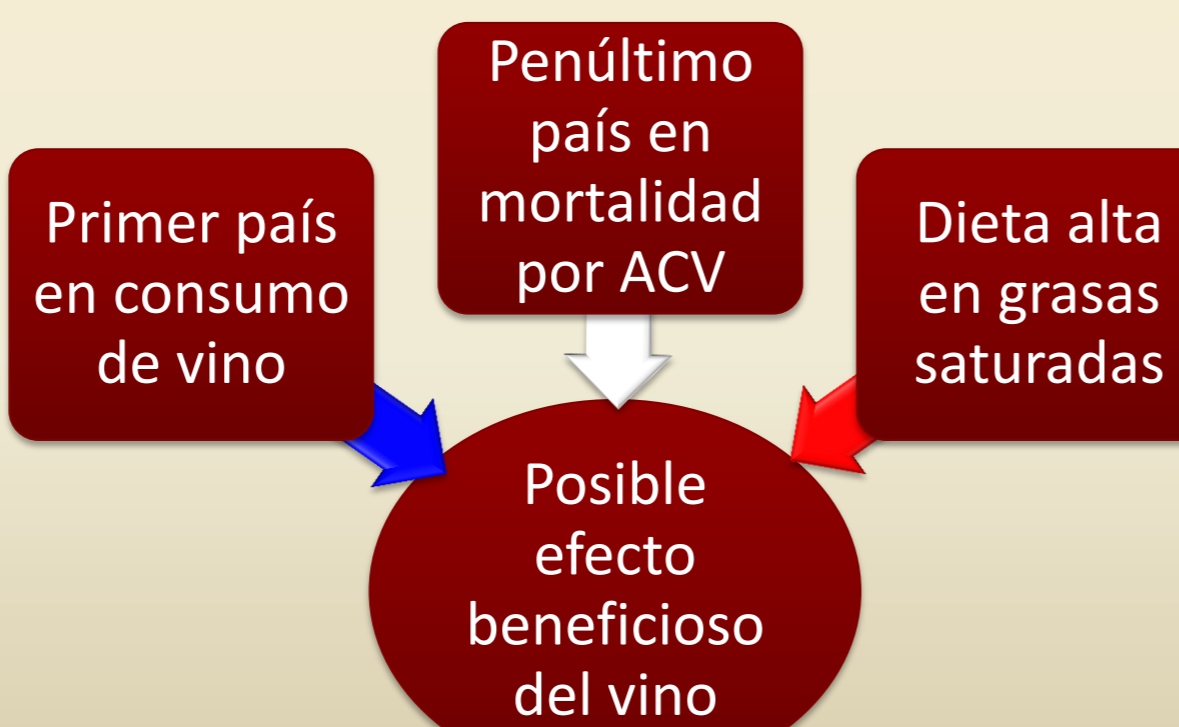 Primer país
en consumo
de vino
Penúltimo
país en
mortalidad
por ACV
Dieta alta
en grasas
saturadas
Posible
efecto
beneficioso
del vino